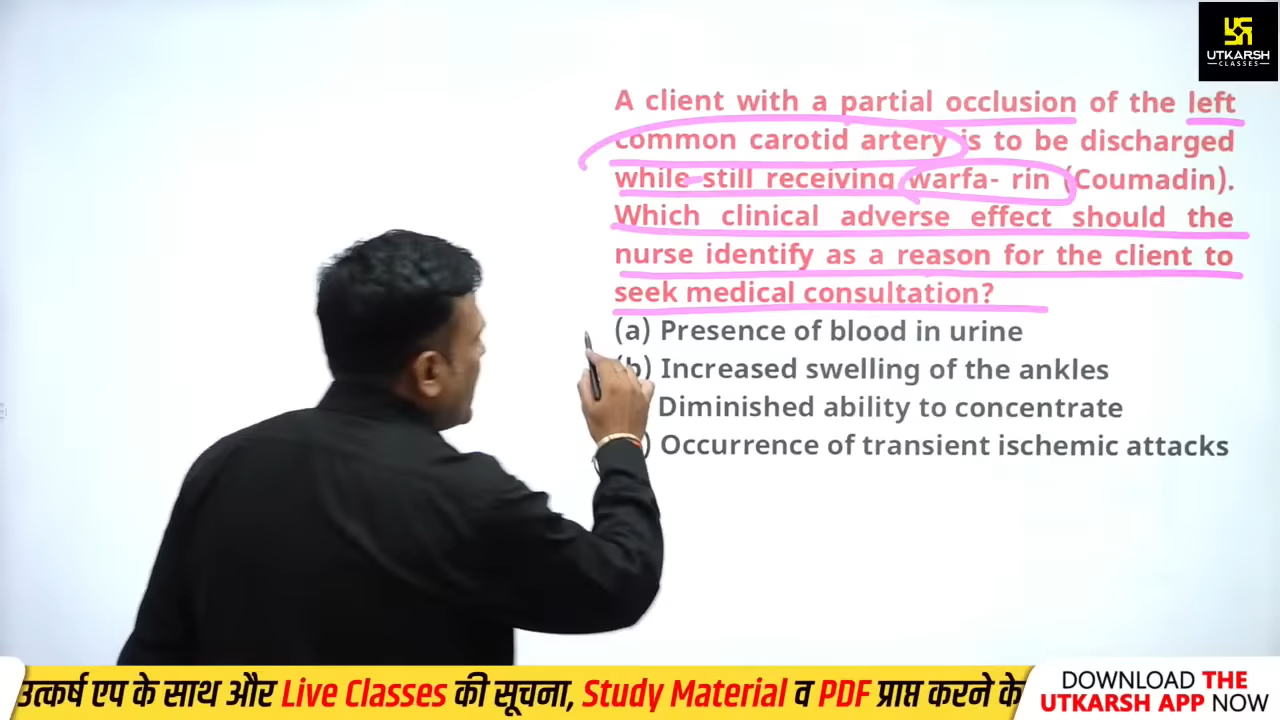 UTKARSH
CLASSES
A client with a partial occlusion of the left
common carotid artery is to be discharged
while still receiving warfa- rin (Coumadin).
Which clinical adverse effect should the
nurse identify as a reason for the client to
seek medical consultation?
(a) Presence of blood in urine
b) Increased swelling of the ankles
Diminished ability to concentrate
) Occurrence of transient ischemic attacks
उत्कर्ष एप के साथ और Live Classes की सूचना, Study Material व PDF प्राप्त करने के
DOWNLOAD THE
UTKARSH APP NOW